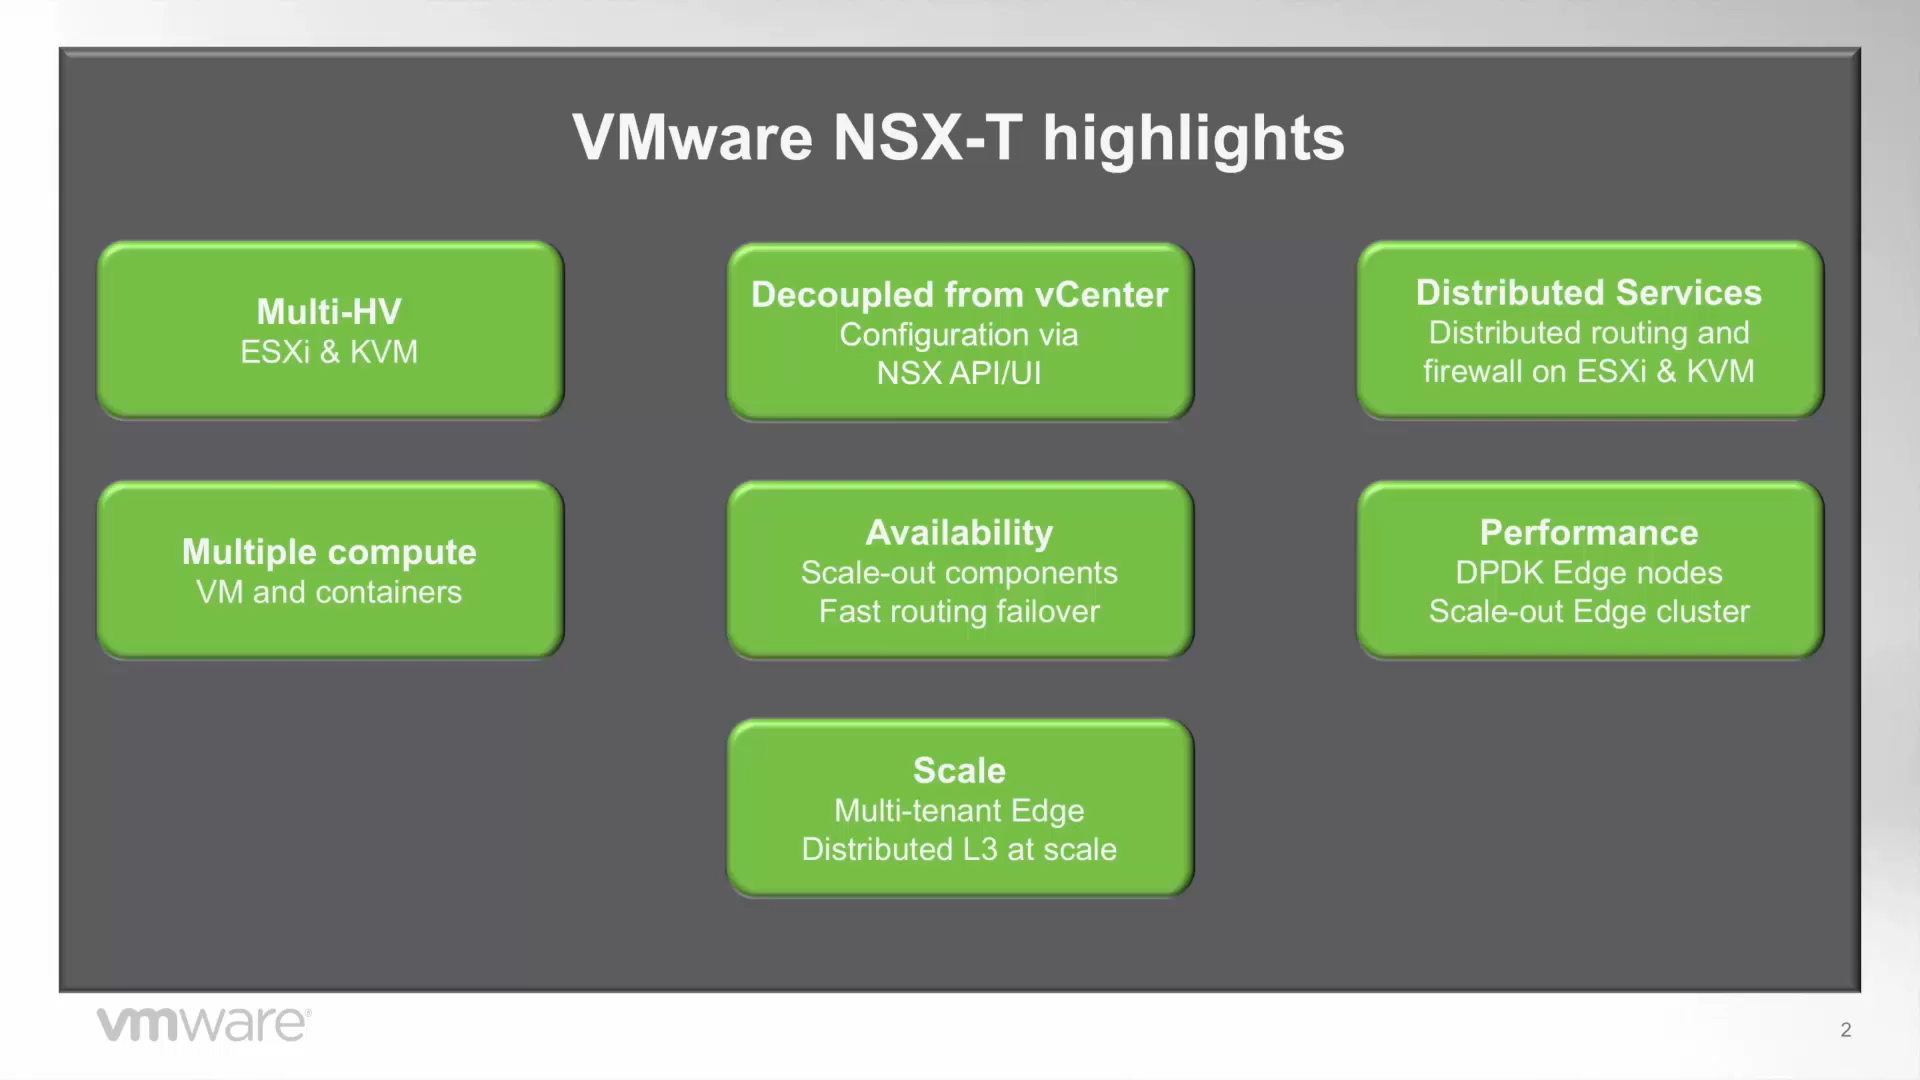 VMware NSX-T highlights
Multi-HV
ESXi & KVM
Decoupled from vCenter
Configuration via
NSX API/UI
Distributed Services
Distributed routing and
firewall on ESXi & KVM
Multiple compute
VM and containers
Availability
Scale-out components
Fast routing failover
Performance
DPDK Edge nodes
Scale-out Edge cluster
Scale
Multi-tenant Edge
Distributed L3 at scale
vmware®
2